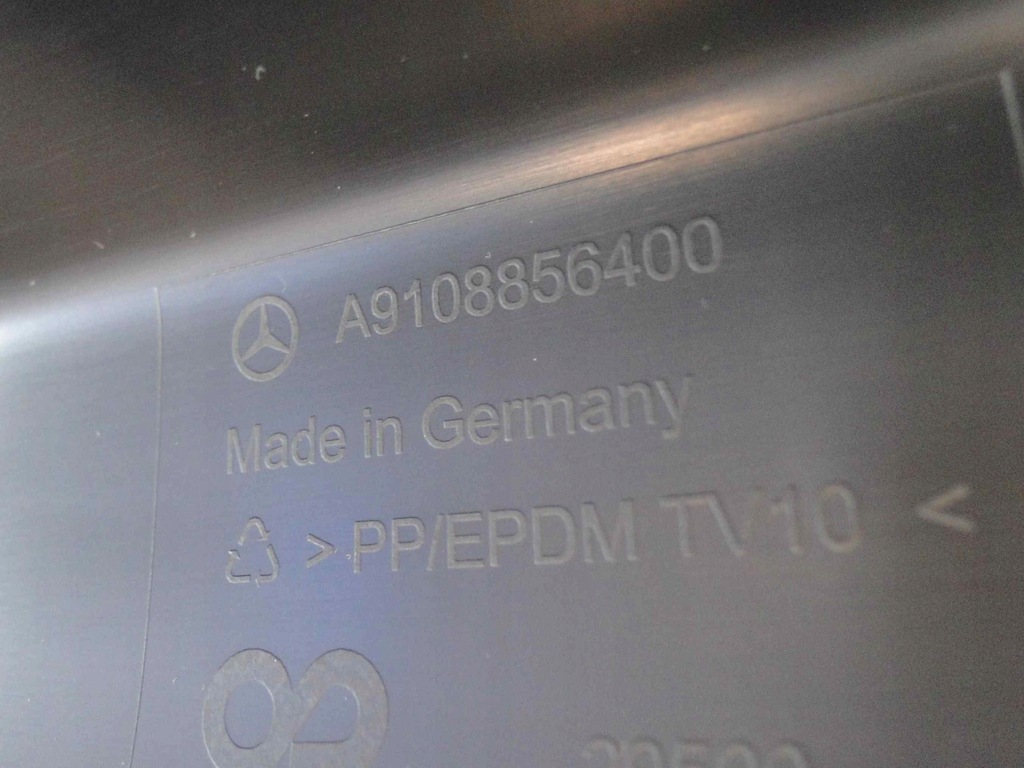 A9108856400
Made in Germany
>PP/EPDM TV10<